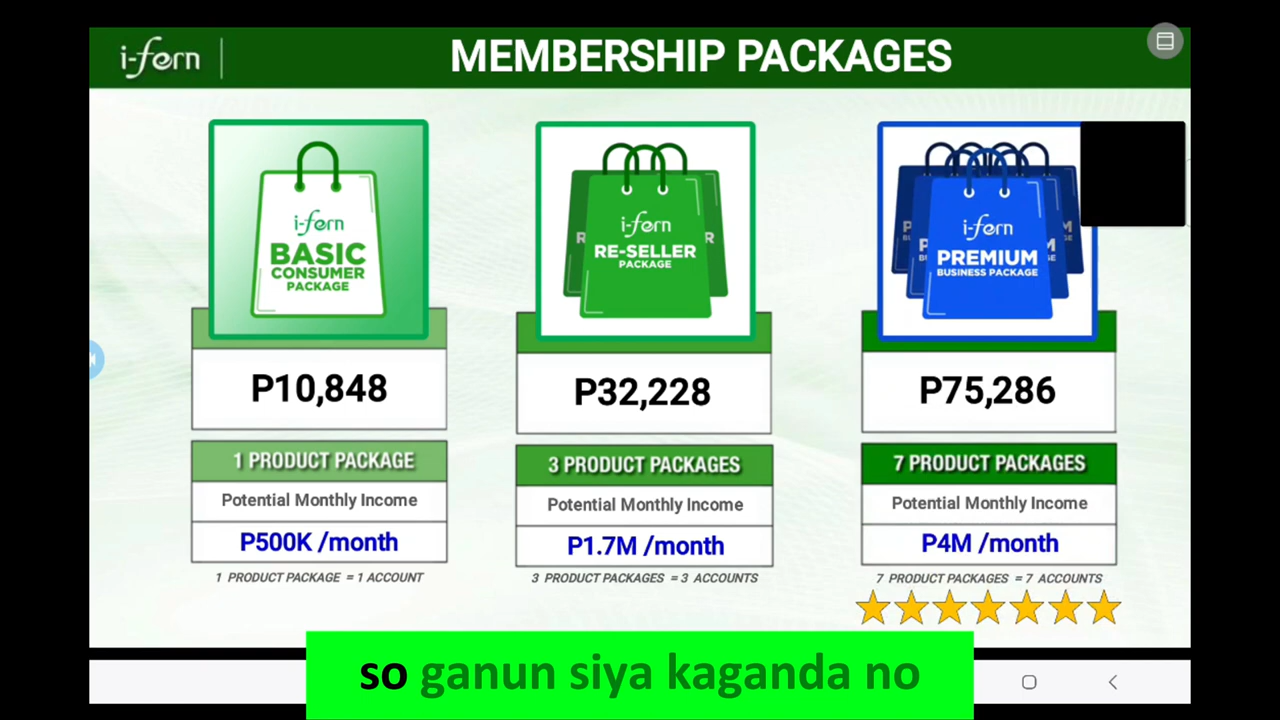 i-fern
MEMBERSHIP PACKAGES
i-fern
BASIC
CONSUMER
PACKAGE
P10,848
1 PRODUCT PACKAGE
Potential Monthly Income
P500K /month
1 PRODUCT PACKAGE = 1 ACCOUNT
i-fern
RE-SELLER
PACKAGE
P32,228
3 PRODUCT PACKAGES
Potential Monthly Income
P1.7M /month
3 PRODUCT PACKAGES = 3 ACCOUNTS
i-fern
PREMIUM
BUSINESS PACKAGE
P75,286
7 PRODUCT PACKAGES
Potential Monthly Income
P4M /month
7 PRODUCT PACKAGES = 7 ACCOUNTS
so ganun siya kaganda no